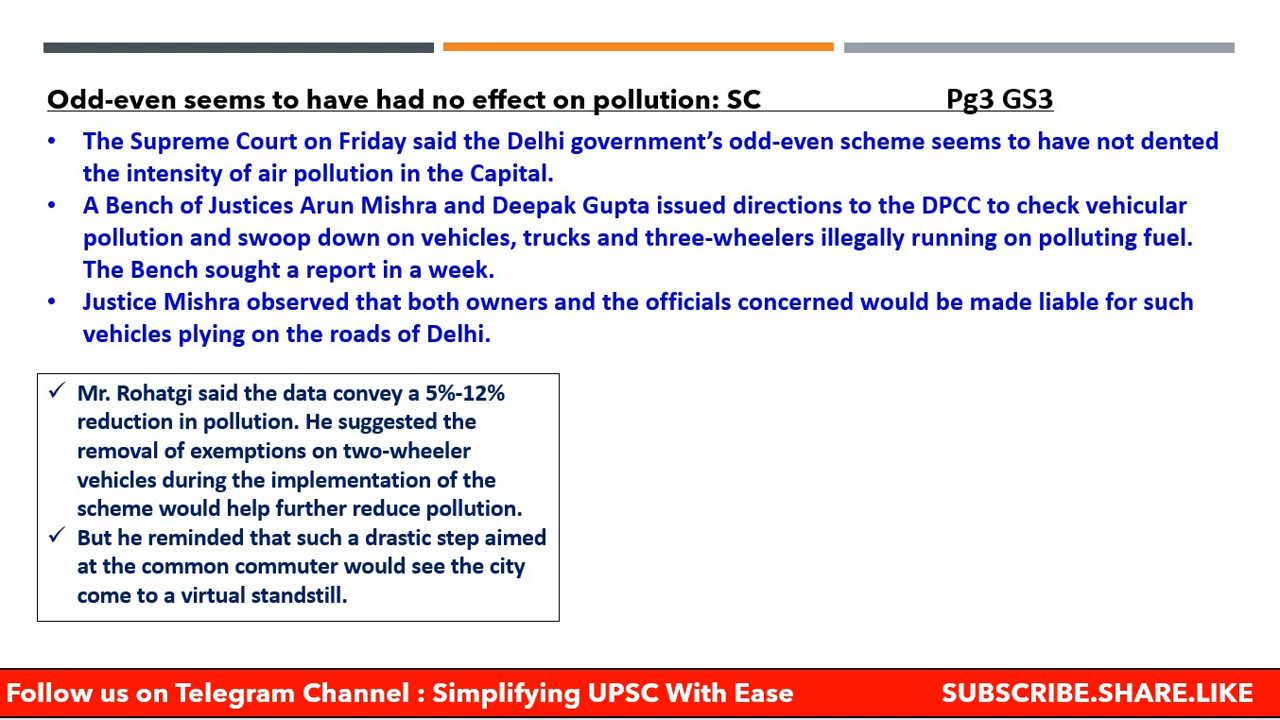 Odd-even seems to have had no effect on pollution: SC Pg3 GS3
• The Supreme Court on Friday said the Delhi government’s odd-even scheme seems to have not dented
the intensity of air pollution in the Capital.
• A Bench of Justices Arun Mishra and Deepak Gupta issued directions to the DPCC to check vehicular
pollution and swoop down on vehicles, trucks and three-wheelers illegally running on polluting fuel.
The Bench sought a report in a week.
• Justice Mishra observed that both owners and the officials concerned would be made liable for such
vehicles plying on the roads of Delhi.
✓ Mr. Rohatgi said the data convey a 5%-12%
reduction in pollution. He suggested the
removal of exemptions on two-wheeler
vehicles during the implementation of the
scheme would help further reduce pollution.
✓ But he reminded that such a drastic step aimed
at the common commuter would see the city
come to a virtual standstill.
Follow us on Telegram Channel : Simplifying UPSC With Ease SUBSCRIBE.SHARE.LIKE